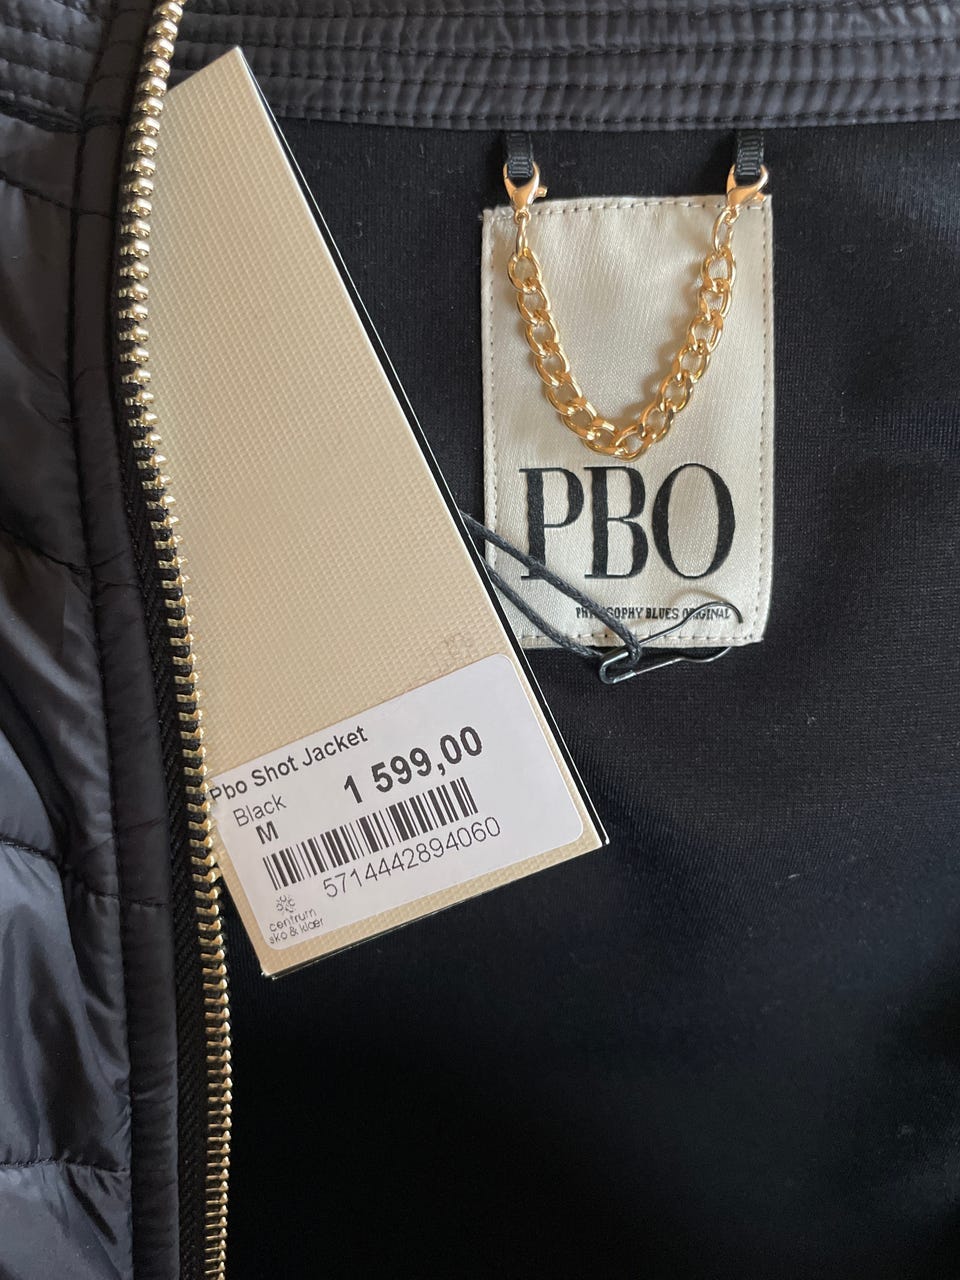 PBO
PHILOSOPHY BLUES ORIGINAL
Pbo Shot Jacket
Black
1 599,00
M
5714442894060
centrum
sko & klær